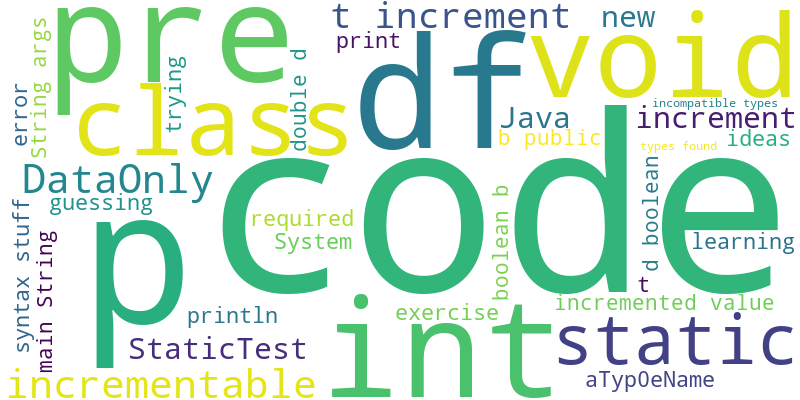 pre
t increment
new
String args
trying
double d
print
df
void
error
class
Java
incompatible types
increment
b public
types found
ideas
DataOnly
code
guessing
p
required
System
boolean b
d boolean
learning
syntax stuff
main String
t
println
int
exercise
incremented value
StaticTest
static
incrementable
aTypOeName